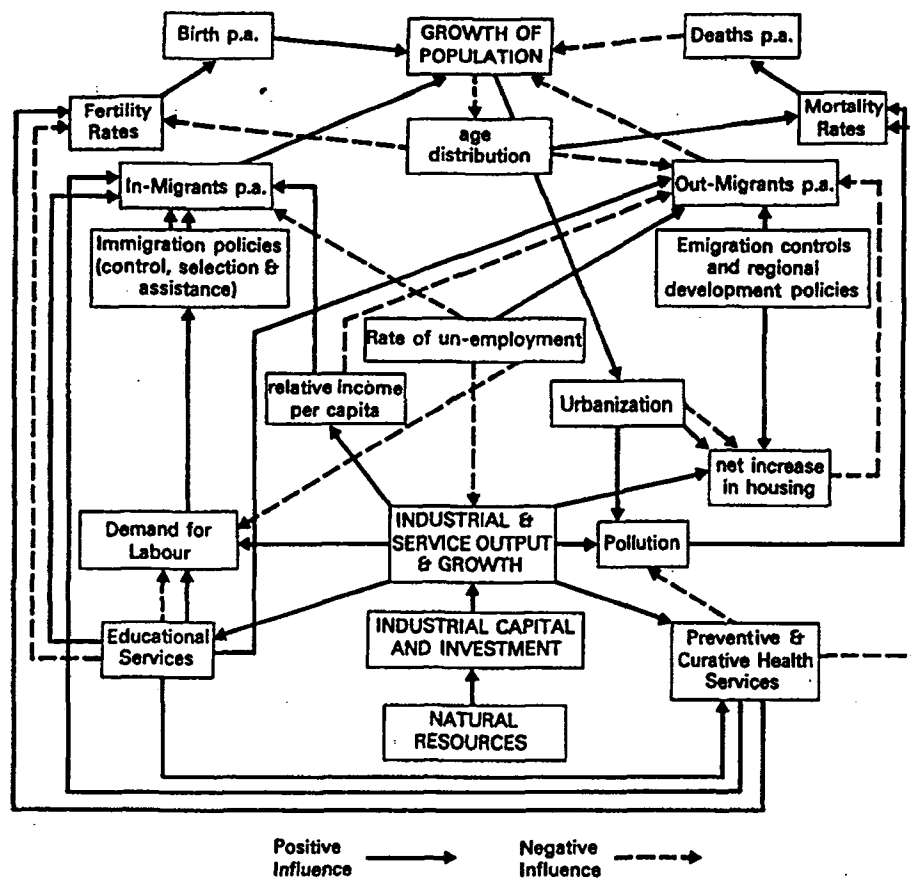 Birth p.a.
GROWTH OF
POPULATION
Deaths p.a.
Fertility
Rates
age
distribution
Mortality
Rates
In-Migrants p.a.
Out-Migrants p.a.
Immigration policies
(control, selection &
assistance)
Emigration controls
and regional
development policies
Rate of un-employment
relative income
per capita
Urbanization
net increase
in housing
Demand for
Labour
INDUSTRIAL &
SERVICE OUTPUT
& GROWTH
Pollution
Educational
Services
INDUSTRIAL CAPITAL
AND INVESTMENT
Preventive &
Curative Health
Services
NATURAL
RESOURCES
Positive
Influence
Negative
Influence